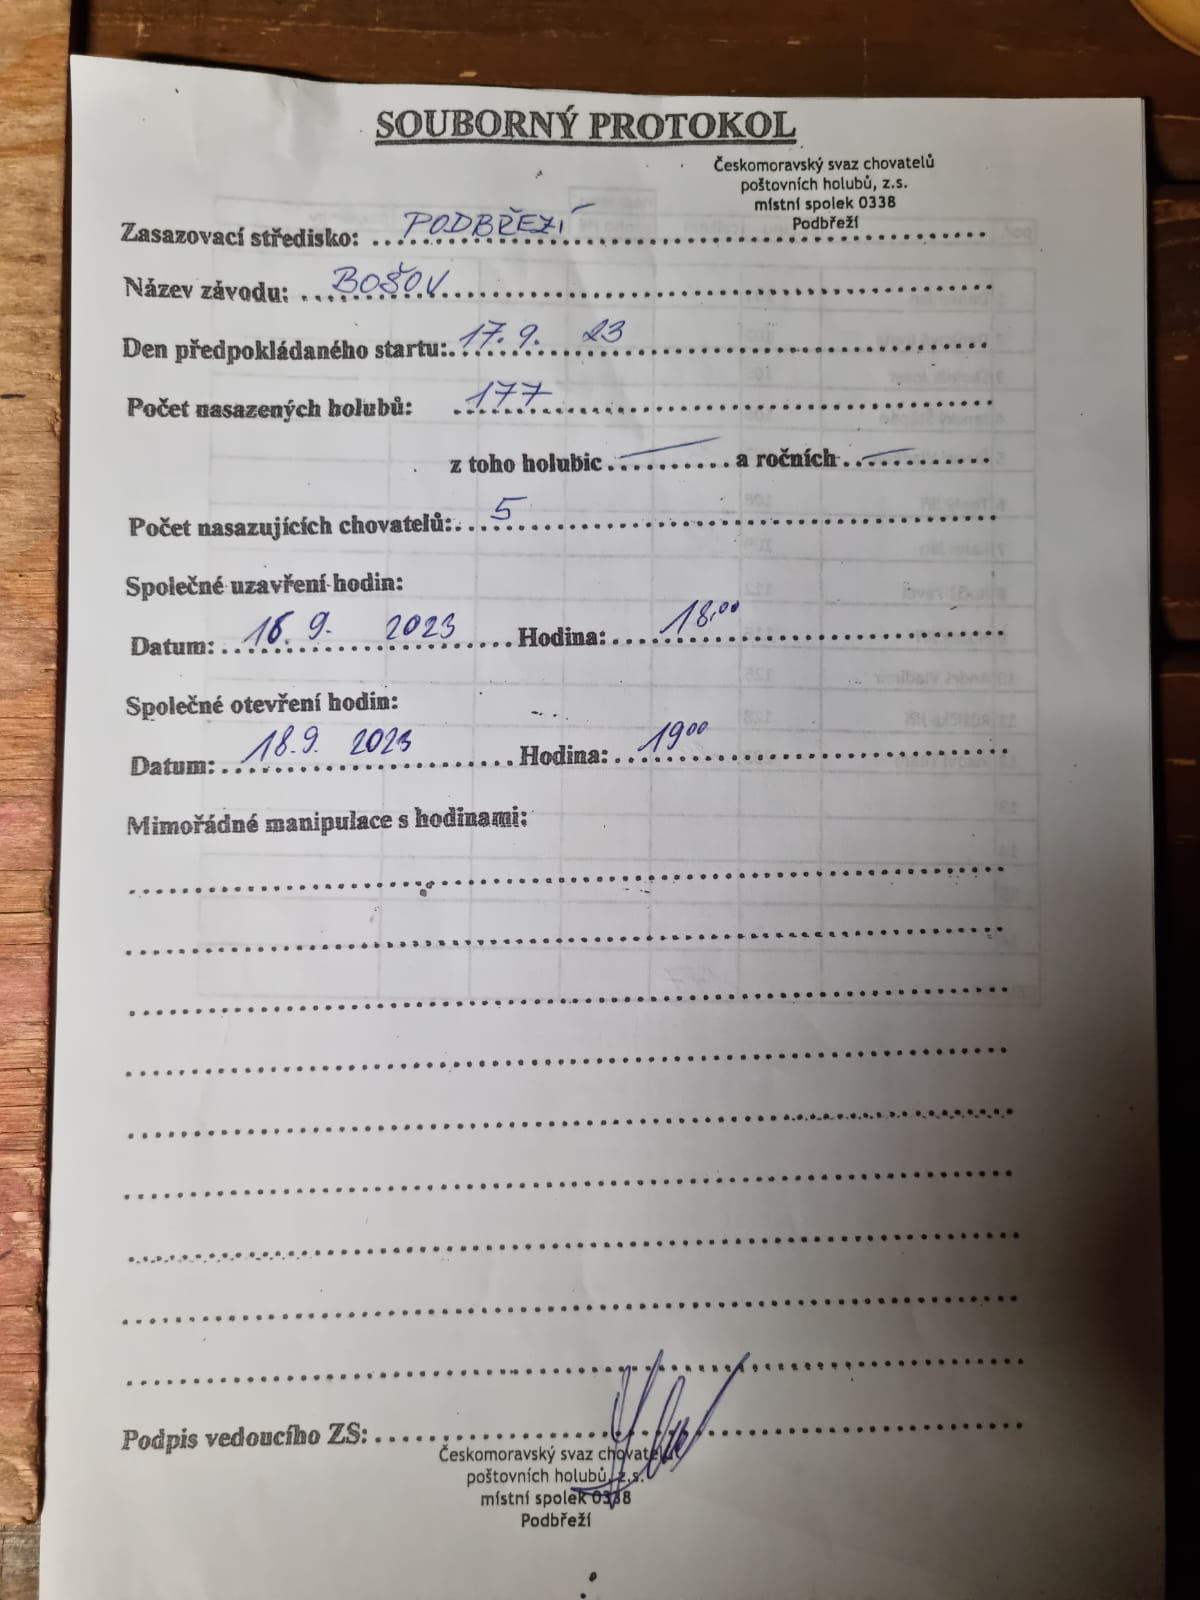 SOUBORNÝ PROTOKOL
Českomoravský svaz chovatelů
poštovních holubů, z.s.
místní spolek 0338
Podbřeží
Zasazovací středisko: PODBŘEZÍ
Název závodu: BOŠOV
Den předpokládaného startu: 17. 9. 23
Počet nasazených holubů: 177
z toho holubic — a ročních —
Počet nasazujících chovatelů: 5
Společné uzavření hodin:
Datum: 16. 9. 2023 Hodina: 18,00
Společné otevření hodin:
Datum: 18.9. 2023 Hodina: 19 00
Mimořádné manipulace s hodinami:
Podpis vedoucího ZS:
Českomoravský svaz chovatelů
poštovních holubů, z.s.
místní spolek 0338
Podbřeží